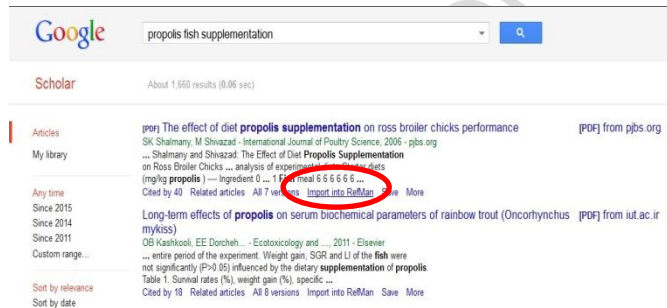 Google
propolis fish supplementation
Scholar
About 1,660 results (0.06 sec)
Articles
My library
Any time
Since 2015
Since 2014
Since 2011
Custom range...
Sort by relevance
Sort by date
[PDF] The effect of diet propolis supplementation on ross broiler chicks performance
[PDF] from pjbs.org
SK Shalmany, M Shivazad - International Journal of Poultry Science, 2006 - pjbs.org
... Shalmany and Shivazad: The Effect of Diet Propolis Supplementation
on Ross Broiler Chicks ... analysis of experimental diets Starter diets
(mg/kg propolis ) –– Ingredient 0 ... 1 Fish meal 6 6 6 6 6 6 ...
Cited by 40 Related articles All 7 versions Import into RefMan Save More
Long-term effects of propolis on serum biochemical parameters of rainbow trout (Oncorhynchus
mykiss)
[PDF] from iut.ac.ir
OB Kashkooli, EE Dorcheh... - Ecotoxicology and ..., 2011 - Elsevier
... entire period of the experiment. Weight gain, SGR and LI of the fish were
not significantly (P>0.05) influenced by the dietary supplementation of propolis.
Table 1. Survival rates (%), weight gain (%), specific ...
Cited by 18 Related articles All 8 versions Import into RefMan Save More